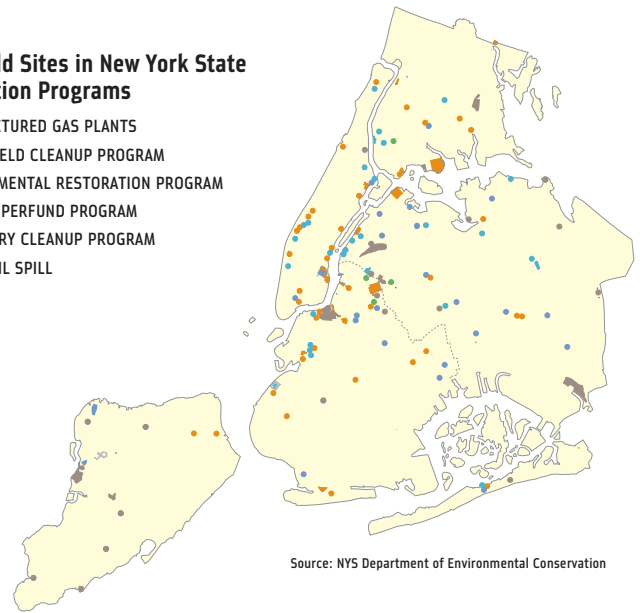 ld Sites in New York State
tion Programs
CTURED GAS PLANTS
ELD CLEANUP PROGRAM
MENTAL RESTORATION PROGRAM
PERFUND PROGRAM
RY CLEANUP PROGRAM
IL SPILL
Source: NYS Department of Environmental Conservation